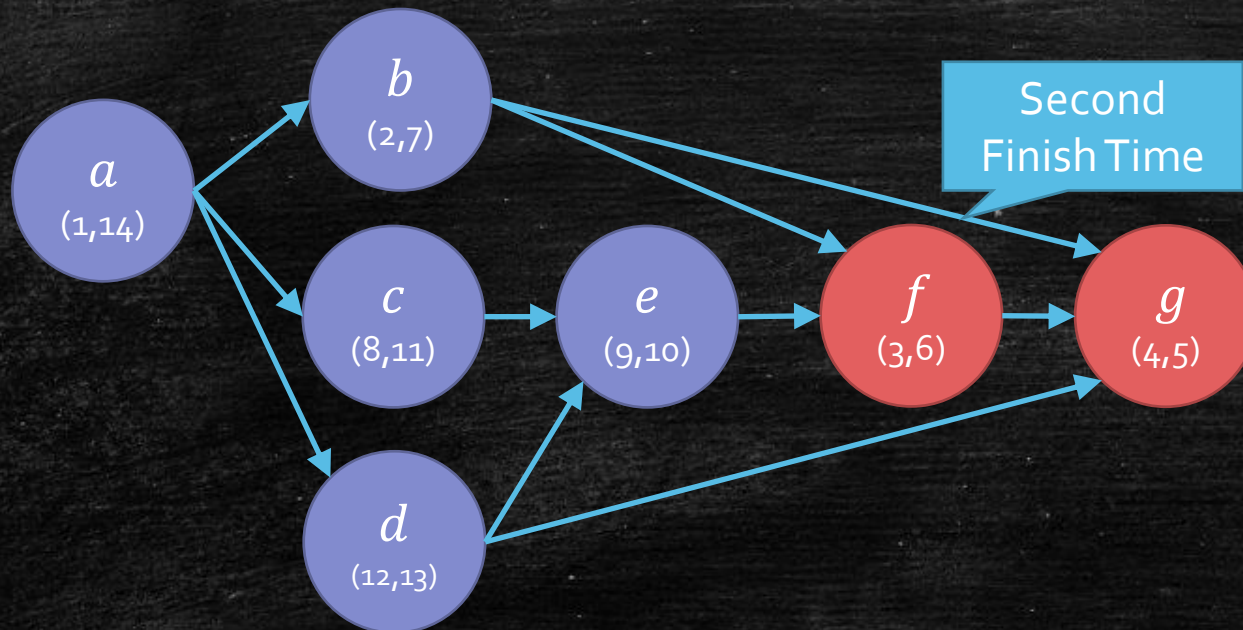 b
(2,7)
Second
Finish Time
a
(1,14)
c
(8,11)
e
(9,10)
f
(3,6)
g
(4,5)
d
(12,13)